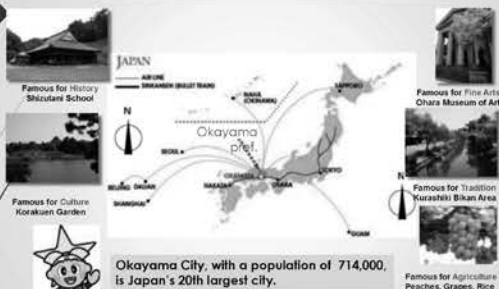 Famous for History
Shizutani School
Famous for Culture
Korakuen Garden
JAPAN
AIR LINE
SHINKANSEN (BULLET TRAIN)
NAHA
(OKINAWA)
SAPPORO
N
Okayama
pref.
SEOUL
BEIJING
DALIAN
SHANGHAI
OKAYAMA
OSAKA
TOKYO
GUAM
N
Famous for Fine Arts
Ohara Museum of Art
Famous for Tradition
Kurashiki Bikan Area
Famous for Agriculture
Peaches, Grapes, Rice
Okayama City, with a population of 714,000,
is Japan's 20th largest city.